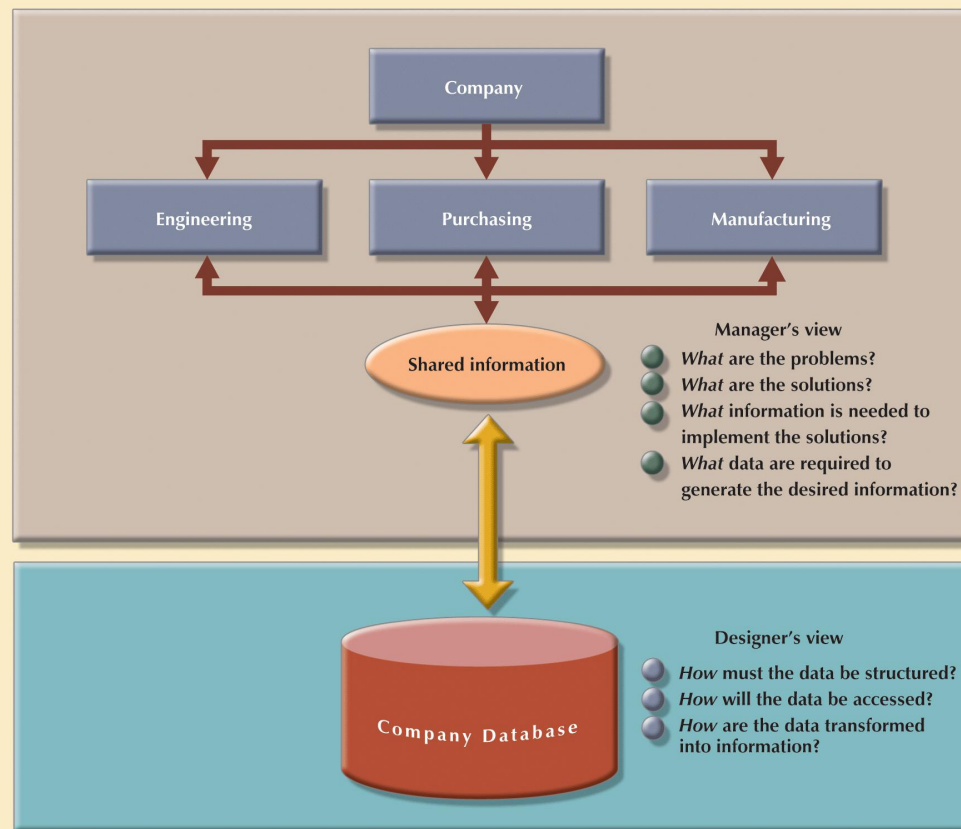 Company
Engineering
Purchasing
Manufacturing
Shared information
Manager’s view
What are the problems?
What are the solutions?
What information is needed to
implement the solutions?
What data are required to
generate the desired information?
Company Database
Designer’s view
How must the data be structured?
How will the data be accessed?
How are the data transformed
into information?